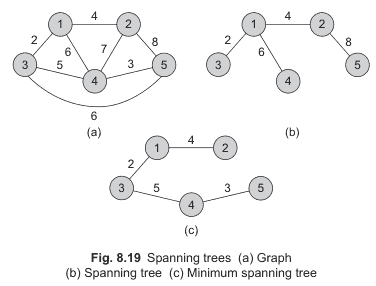 1 4 2
2 6 7 8
3 5 3 5
4
6
(a)
1 4 2
2 6 8
3 4 5
(b)
1 4 2
2
3 5 3 5
4
(c)
Fig. 8.19 Spanning trees (a) Graph
(b) Spanning tree (c) Minimum spanning tree